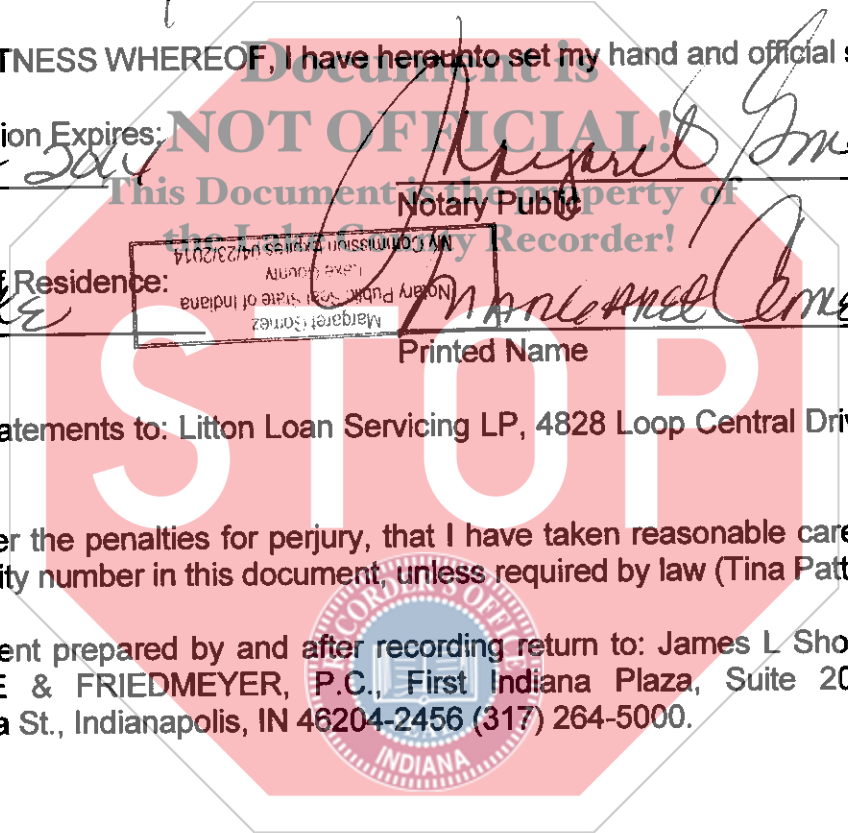 TNESS WHEREOF, I have hereunto set my hand and official s
Document is
NOT OFFICIAL!
This Document is the property of
the Lake County Recorder!
ion Expires:
Margaret
Notary Public
My Commission Expires 04/23/2014
Lake County
Notary Public Seal State of Indiana
Margaret Gomez
Residence:
Printed Name
STOP
atements to: Litton Loan Servicing LP, 4828 Loop Central Driv
er the penalties for perjury, that I have taken reasonable care
ity number in this document, unless required by law (Tina Patt
RECORDER'S OFFICE
ent prepared by and after recording return to: James L Sho
E & FRIEDMEYER, P.C., First Indiana Plaza, Suite 20
a St., Indianapolis, IN 46204-2456 (317) 264-5000.
INDIANA